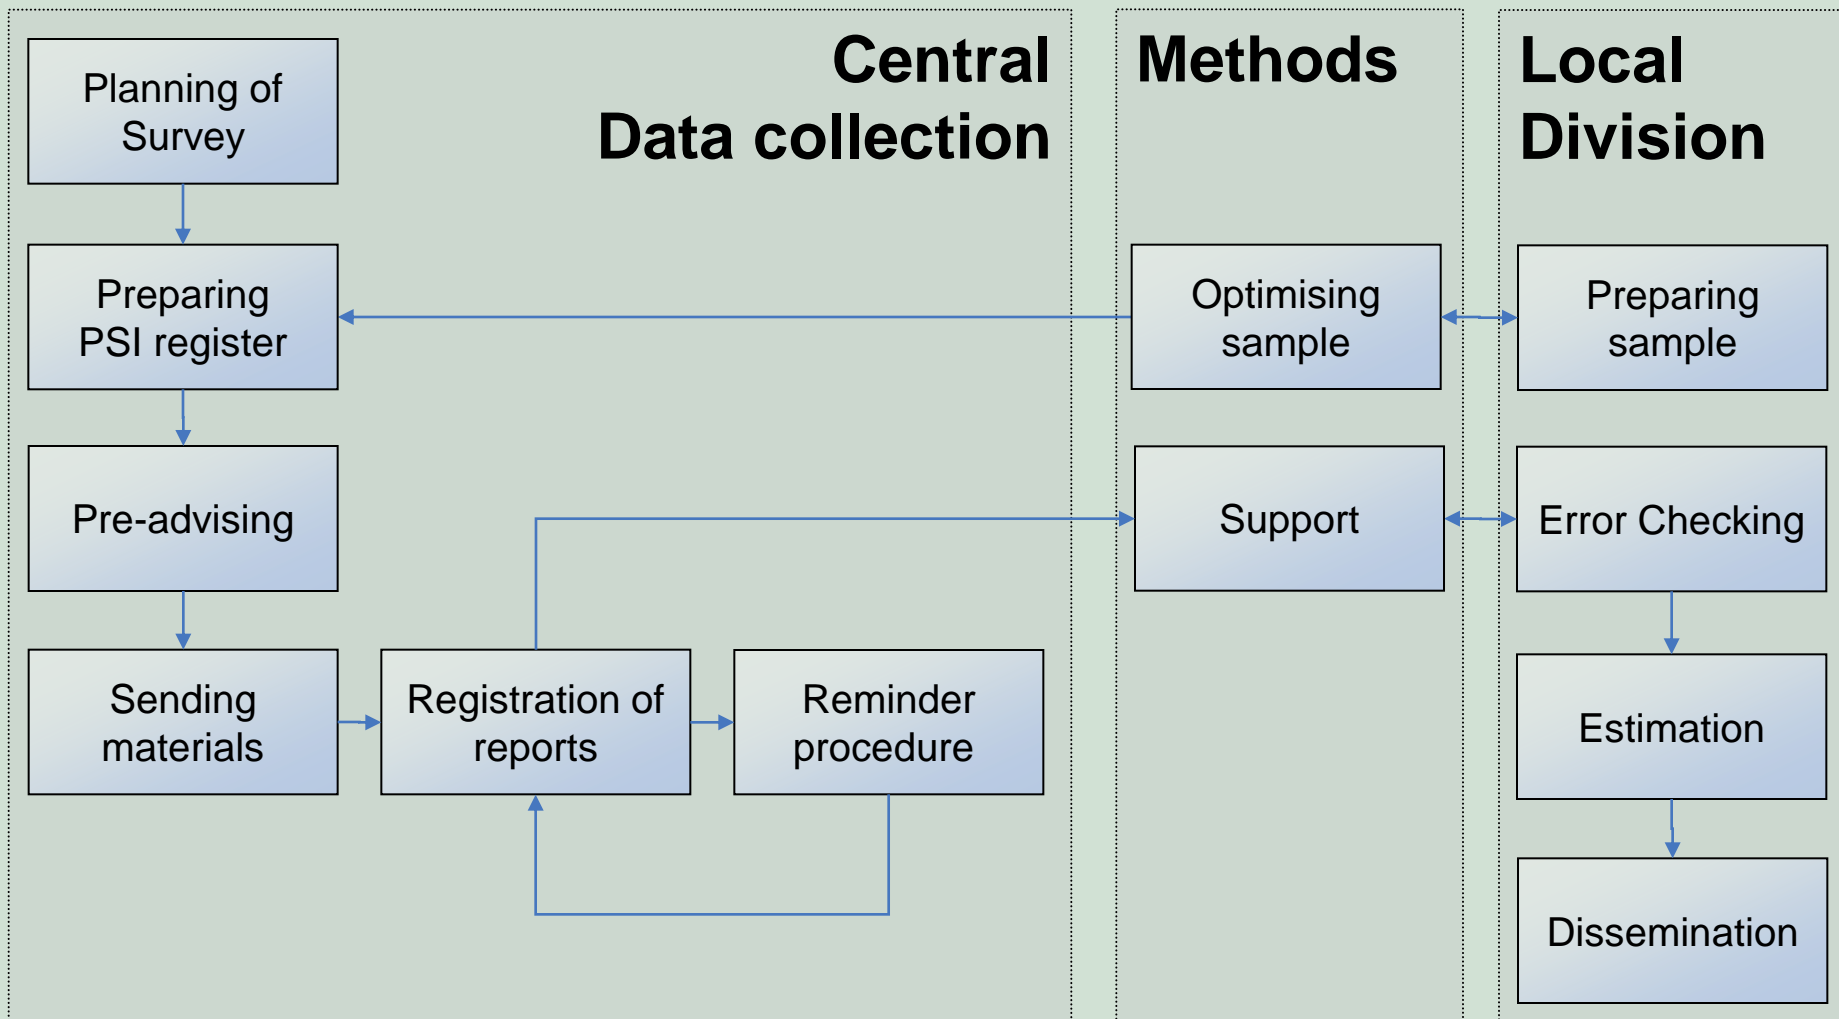 Central
Data collection
Planning of
Survey
Preparing
PSI register
Pre-advising
Sending
materials
Registration of
reports
Reminder
procedure
Methods
Optimising
sample
Support
Local
Division
Preparing
sample
Error Checking
Estimation
Dissemination